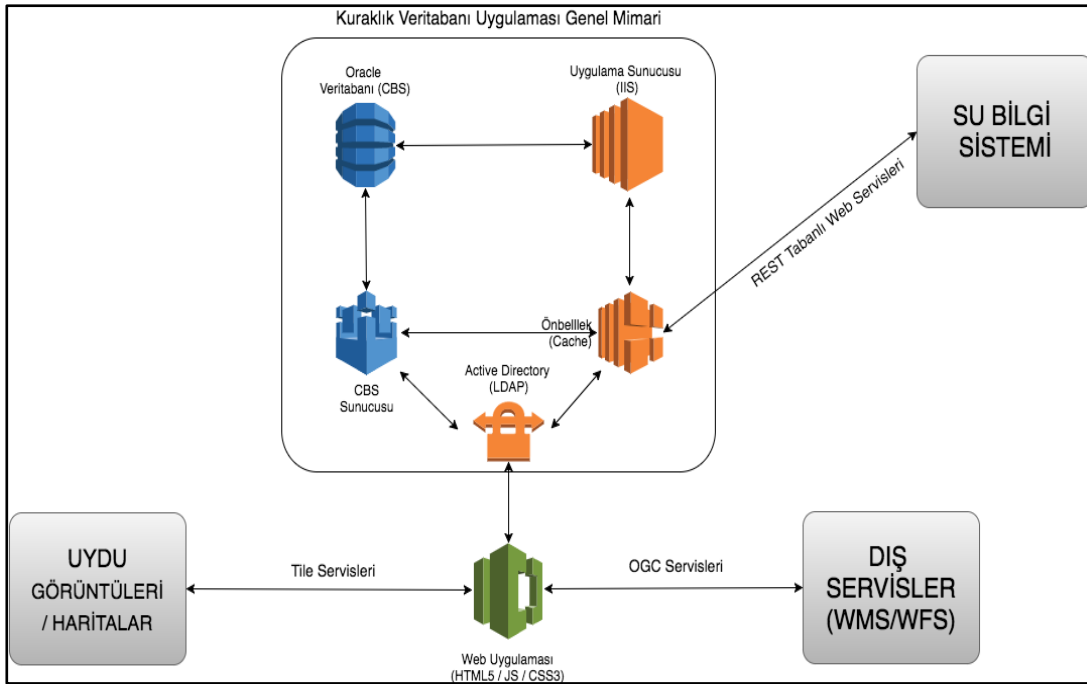 Kuraklık Veritabanı Uygulaması Genel Mimari
Oracle
Veritabanı (CBS)
Uygulama Sunucusu
(IIS)
SU BİLGİ
SİSTEMİ
REST Tabanlı Web Servisleri
Önbelllek
(Cache)
CBS
Sunucusu
Active Directory
(LDAP)
UYDU
GÖRÜNTÜLERİ
/ HARİTALAR
Tile Servisleri
OGC Servisleri
DIŞ
SERVİSLER
(WMS/WFS)
Web Uygulaması
(HTML5 / JS / CSS3)